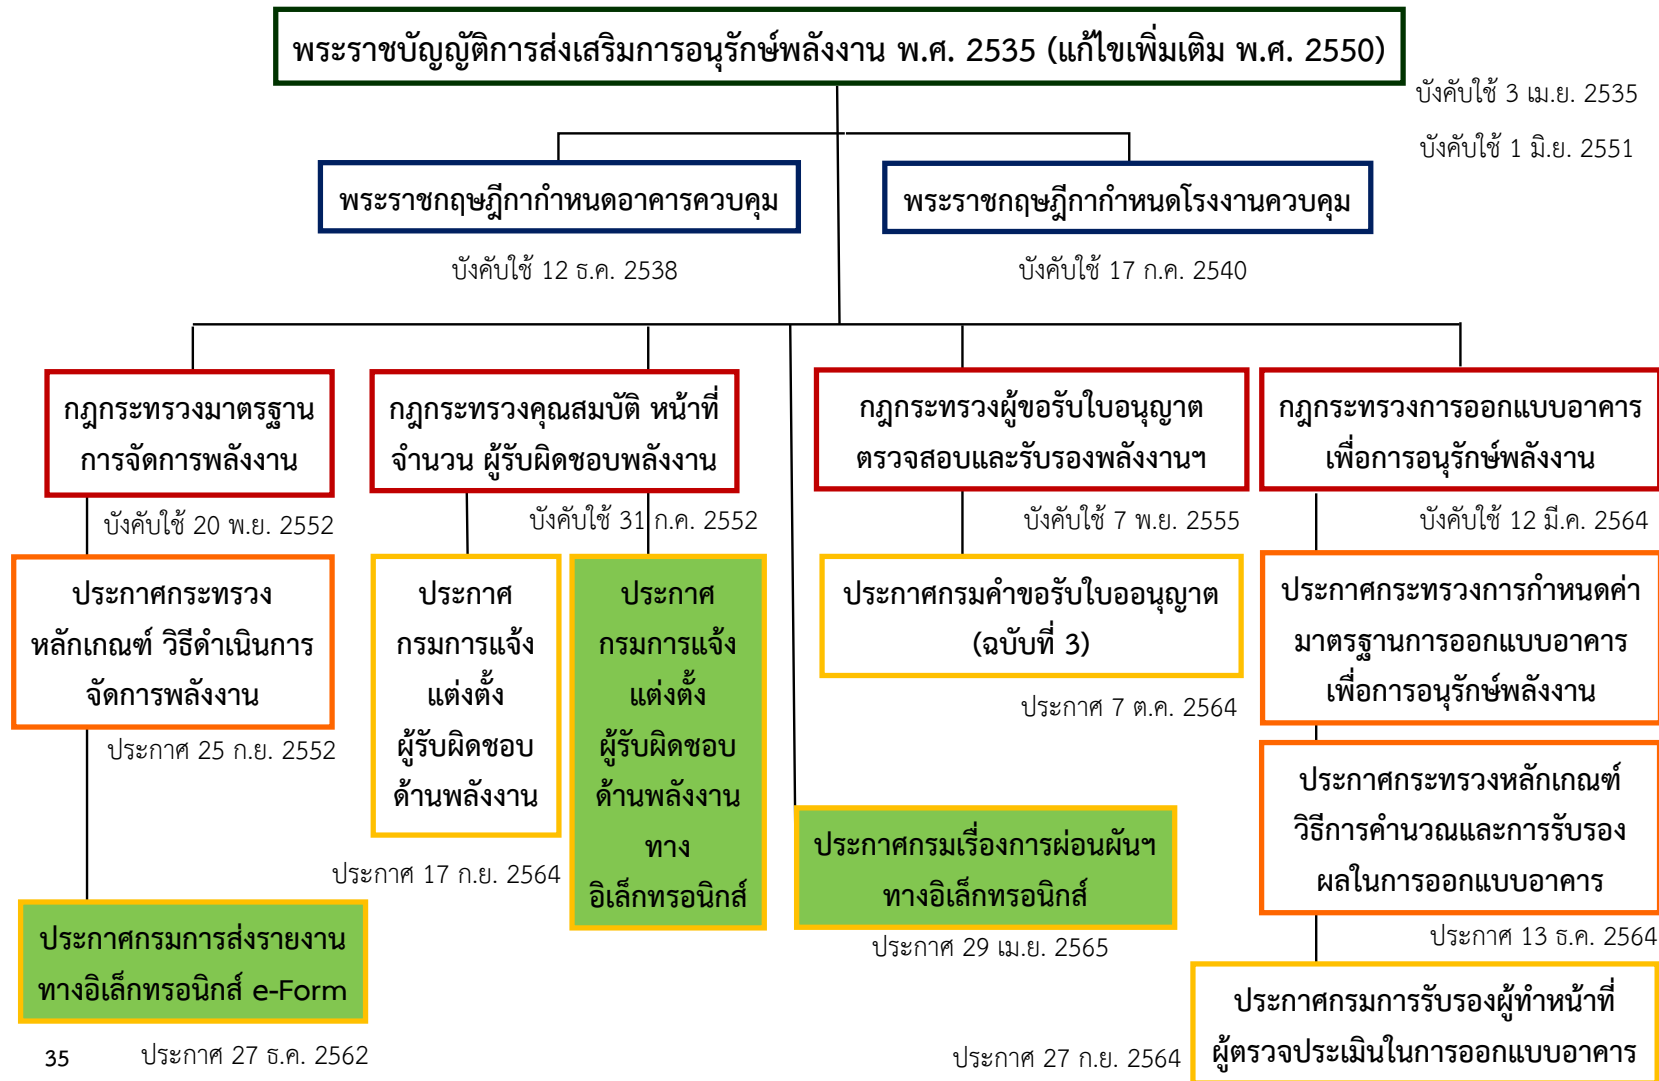 พระราชบัญญัติการส่งเสริมการอนุรักษ์พลังงาน พ.ศ. 2535 (แก้ไขเพิ่มเติม พ.ศ. 2550)
บังคับใช้ 3 เม.ย. 2535
บังคับใช้ 1 มิ.ย. 2551
พระราชกฤษฎีกากำหนดอาคารควบคุม
บังคับใช้ 12 ธ.ค. 2538
พระราชกฤษฎีกากำหนดโรงงานควบคุม
บังคับใช้ 17 ก.ค. 2540
กฎกระทรวงมาตรฐาน
การจัดการพลังงาน
บังคับใช้ 20 พ.ย. 2552
กฎกระทรวงคุณสมบัติ หน้าที่
จำนวน ผู้รับผิดชอบพลังงาน
บังคับใช้ 31 ก.ค. 2552
กฎกระทรวงผู้ขอรับใบอนุญาต
ตรวจสอบและรับรองพลังงานฯ
บังคับใช้ 7 พ.ย. 2555
กฎกระทรวงการออกแบบอาคาร
เพื่อการอนุรักษ์พลังงาน
บังคับใช้ 12 มี.ค. 2564
ประกาศกระทรวง
หลักเกณฑ์ วิธีดำเนินการ
จัดการพลังงาน
ประกาศ 25 ก.ย. 2552
ประกาศ
กรมการแจ้ง
แต่งตั้ง
ผู้รับผิดชอบ
ด้านพลังงาน
ประกาศ 17 ก.ย. 2564
ประกาศ
กรมการแจ้ง
แต่งตั้ง
ผู้รับผิดชอบ
ด้านพลังงาน
ทาง
อิเล็กทรอนิกส์
ประกาศกรมคำขอรับใบออนุญาต
(ฉบับที่ 3)
ประกาศ 7 ต.ค. 2564
ประกาศกระทรวงการกำหนดค่า
มาตรฐานการออกแบบอาคาร
เพื่อการอนุรักษ์พลังงาน
ประกาศกรมเรื่องการผ่อนผันฯ
ทางอิเล็กทรอนิกส์
ประกาศ 29 เม.ย. 2565
ประกาศกระทรวงหลักเกณฑ์
วิธีการคำนวณและการรับรอง
ผลในการออกแบบอาคาร
ประกาศ 13 ธ.ค. 2564
ประกาศกรมการส่งรายงาน
ทางอิเล็กทรอนิกส์ e-Form
ประกาศ 27 ธ.ค. 2562
ประกาศกรมการรับรองผู้ทำหน้าที่
ผู้ตรวจประเมินในการออกแบบอาคาร
ประกาศ 27 ก.ย. 2564
35